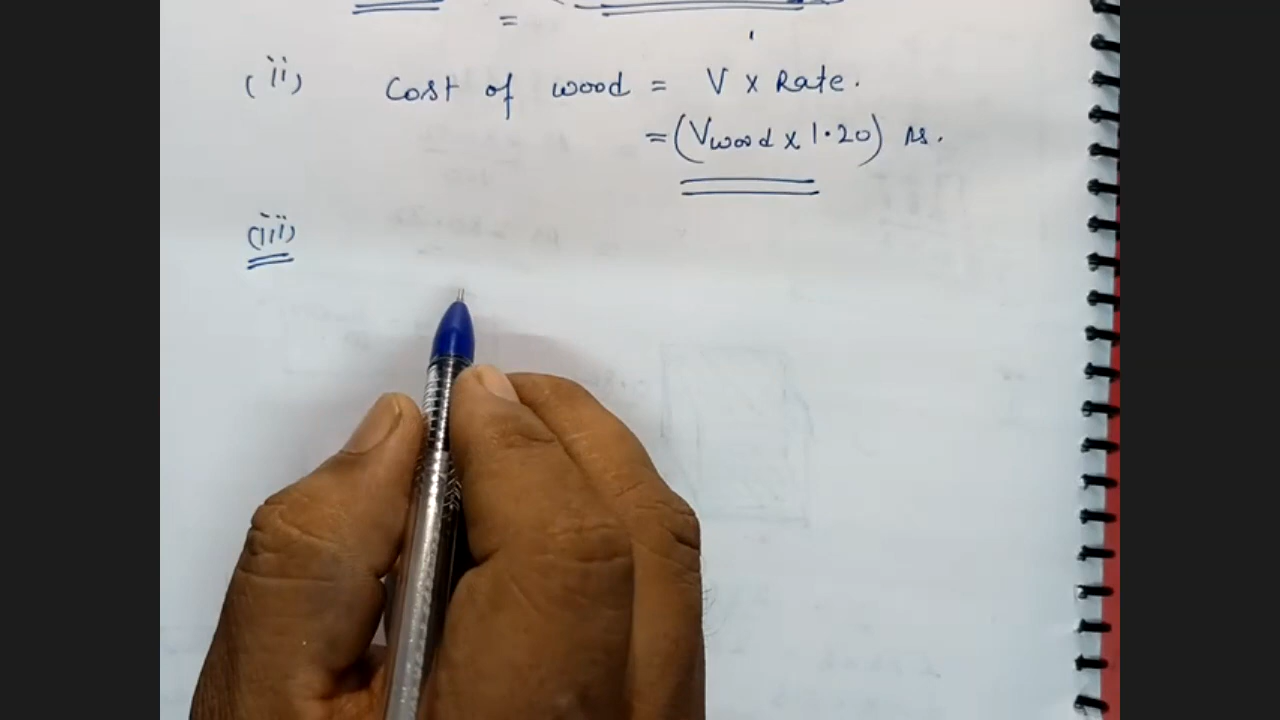 =
(ii) Cost of wood = V x Rate.
= (Vwood x 1.20) rs.
(iii)